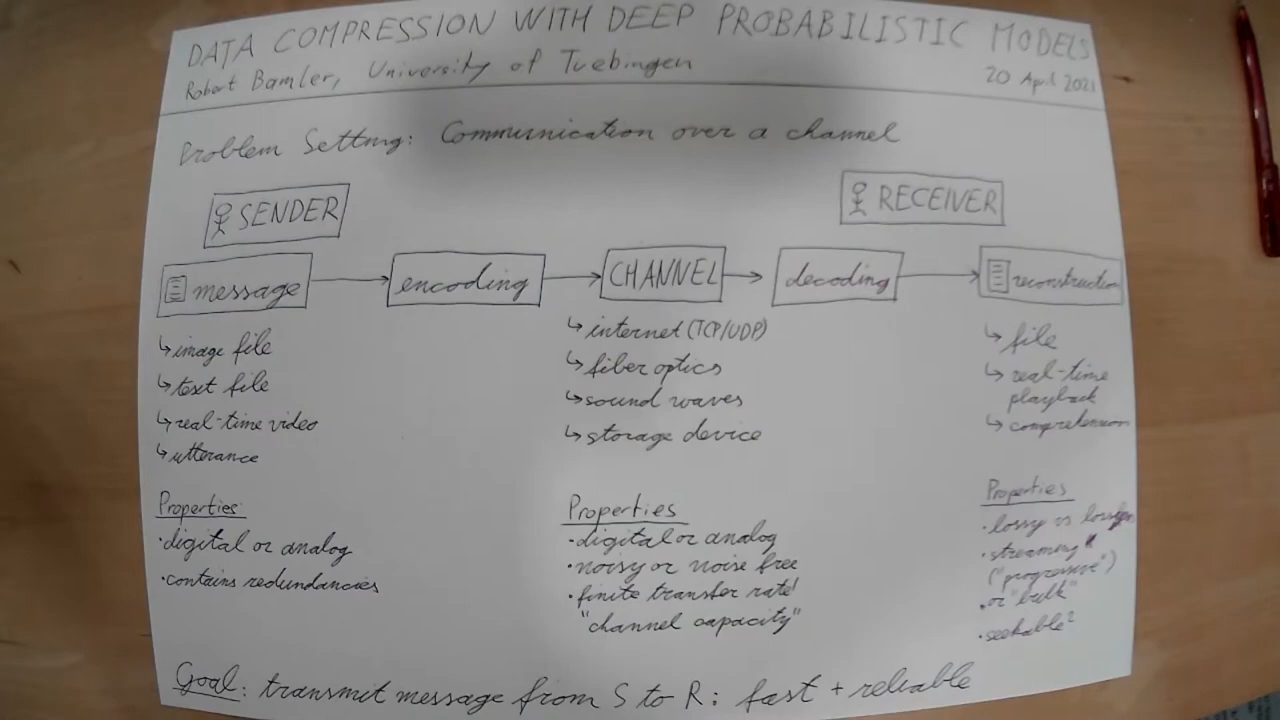 DATA COMPRESSION WITH DEEP PROBABILISTIC MODELS
Robert Bamler, University of Tuebingen
20 April 2021
Problem Setting: Communication over a channel
SENDER
RECEIVER
message
encoding
CHANNEL
decoding
reconstruction
↳ image file
↳ text file
↳ real-time video
↳ utterance
↳ internet (TCP/UDP)
↳ fiber optics
↳ sound waves
↳ storage device
↳ file
↳ real-time
playback
↳ comprehension
Properties:
· digital or analog
· contains redundancies
Properties
· digital or analog
· noisy or noise free
· finite transfer rate
"channel capacity"
Properties
· lossy vs lossless
· streaming"
("progressive")
· or "bulk"
· seekable?
Goal: transmit message from S to R: fast + reliable